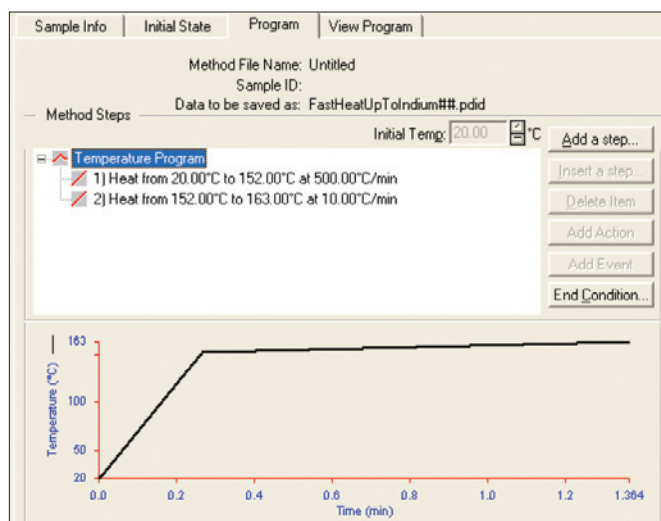 Sample Info Initial State Program View Program
Method File Name: Untitled
Sample ID:
Data to be saved as: FastHeatUpToIndium##.pdid
Method Steps
Initial Temp: 20.00 °C
Add a step...
Temperature Program
1) Heat from 20.00°C to 152.00°C at 500.00°C/min
2) Heat from 152.00°C to 163.00°C at 10.00°C/min
Insert a step...
Delete Item
Add Action
Add Event
End Condition...
Temperature (°C)
163
100
50
20
0.0 0.2 0.4 0.6 0.8 1.0 1.2 1.364
Time (min)